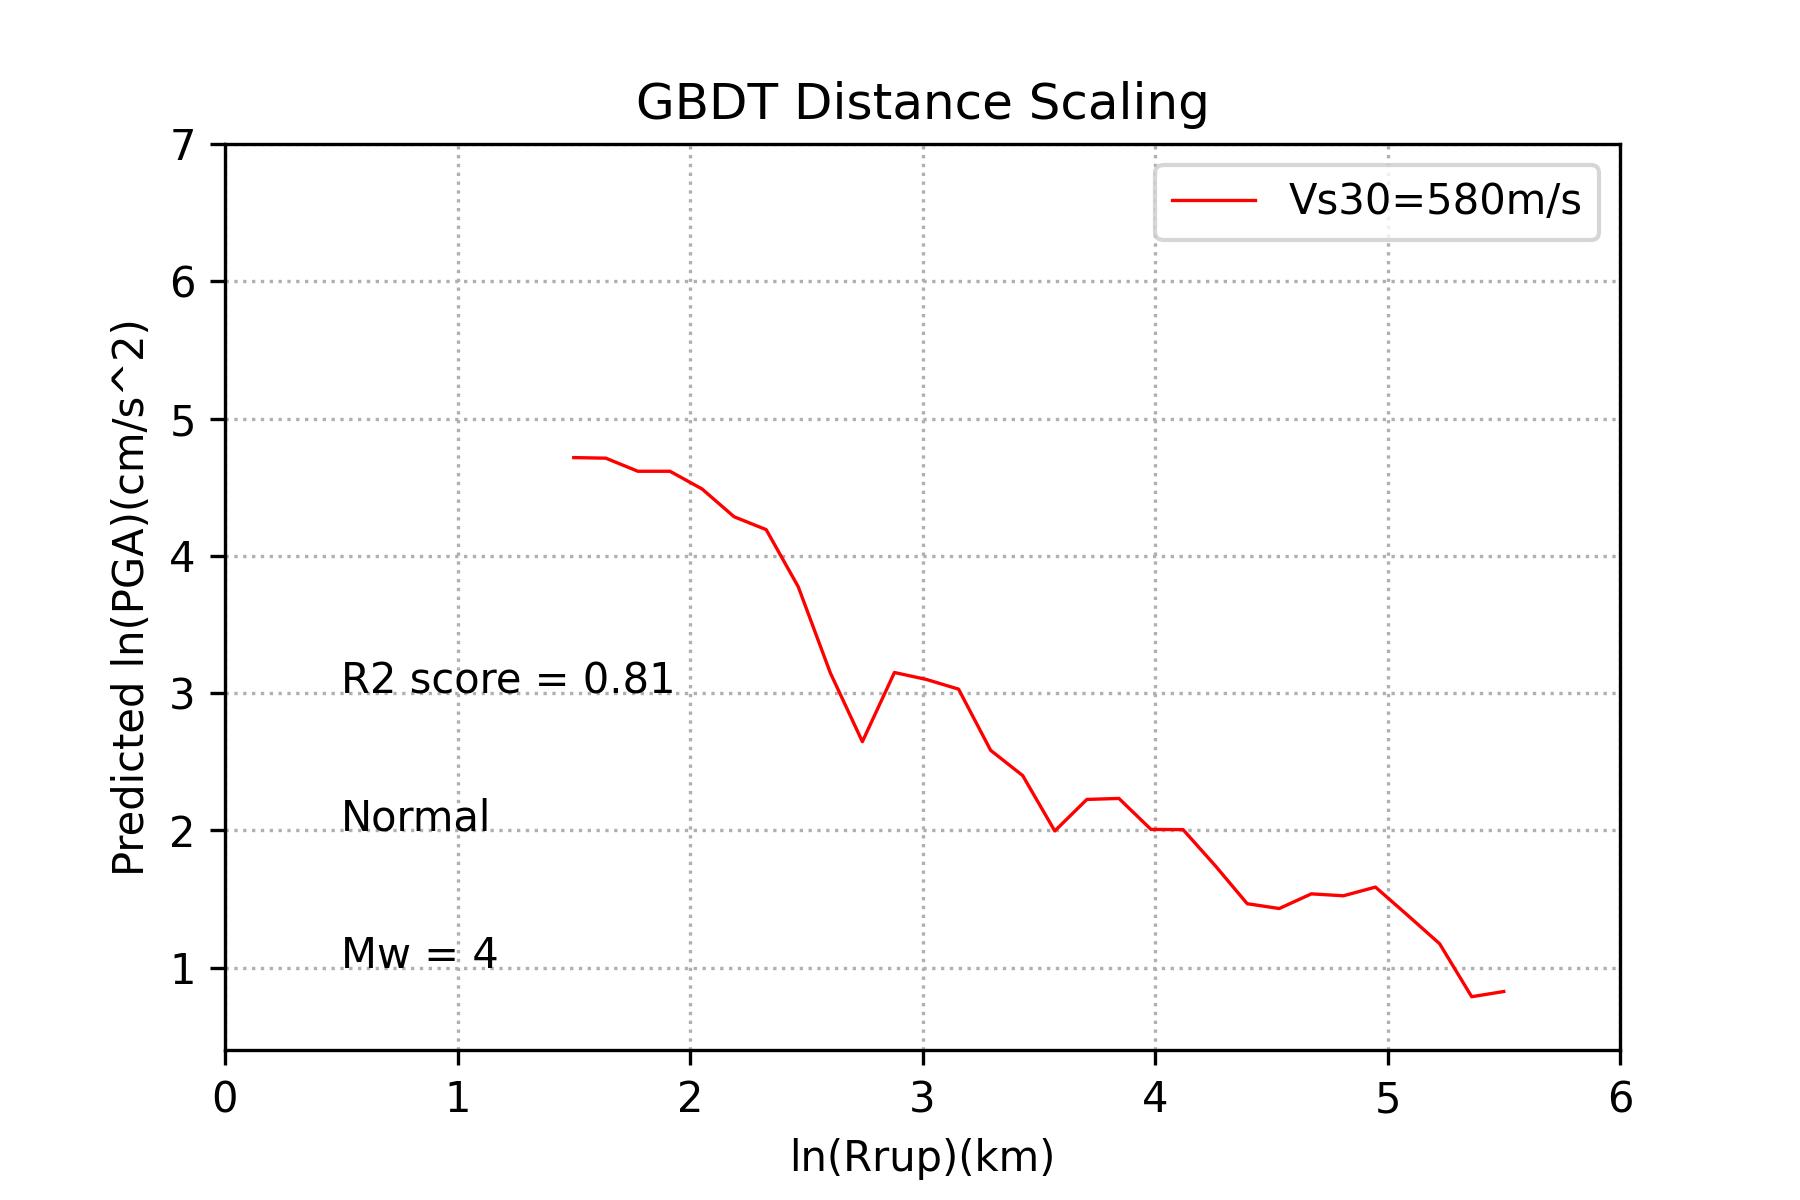 GBDT Distance Scaling
7
6
5
4
3
2
1
Predicted ln(PGA)(cm/s^2)
Vs30=580m/s
R2 score = 0.81
Normal
Mw = 4
0 1 2 3 4 5 6
ln(Rrup)(km)